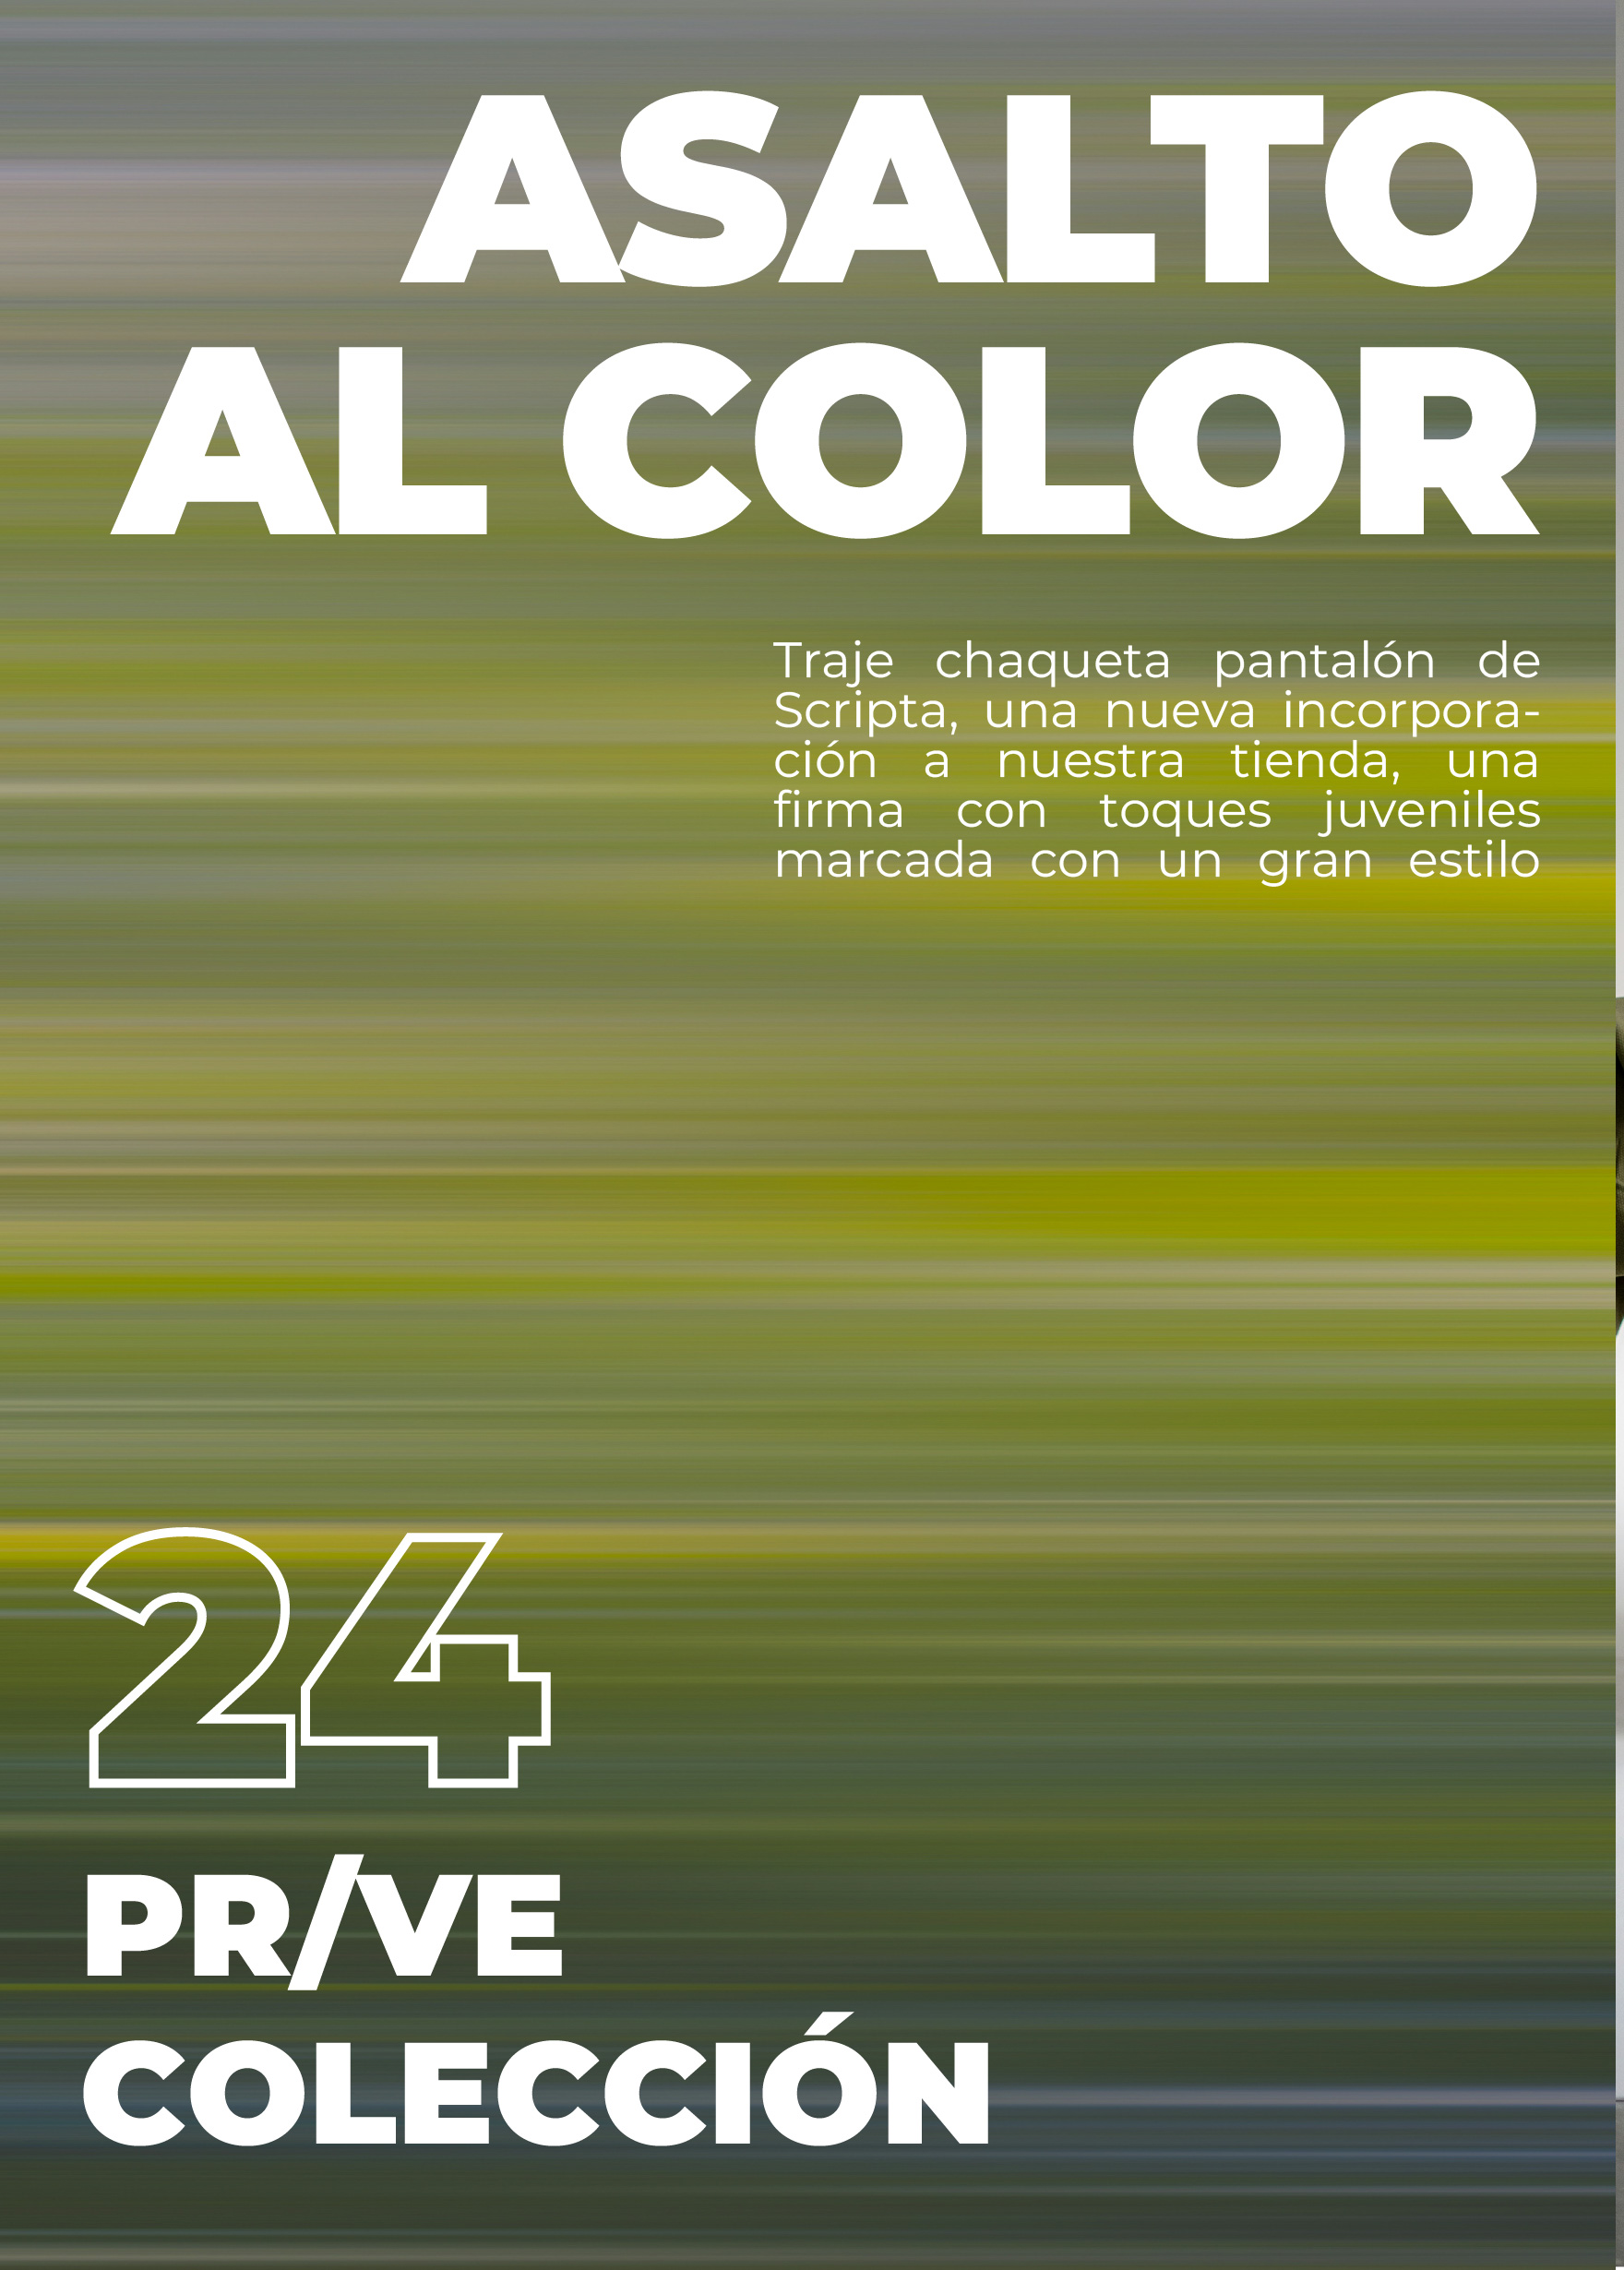 ASALTO
AL COLOR
Traje chaqueta pantalón de
Scripta, una nueva incorpora-
ción a nuestra tienda, una
firma con toques juveniles
marcada con un gran estilo
24
PR/VE
COLECCIÓN